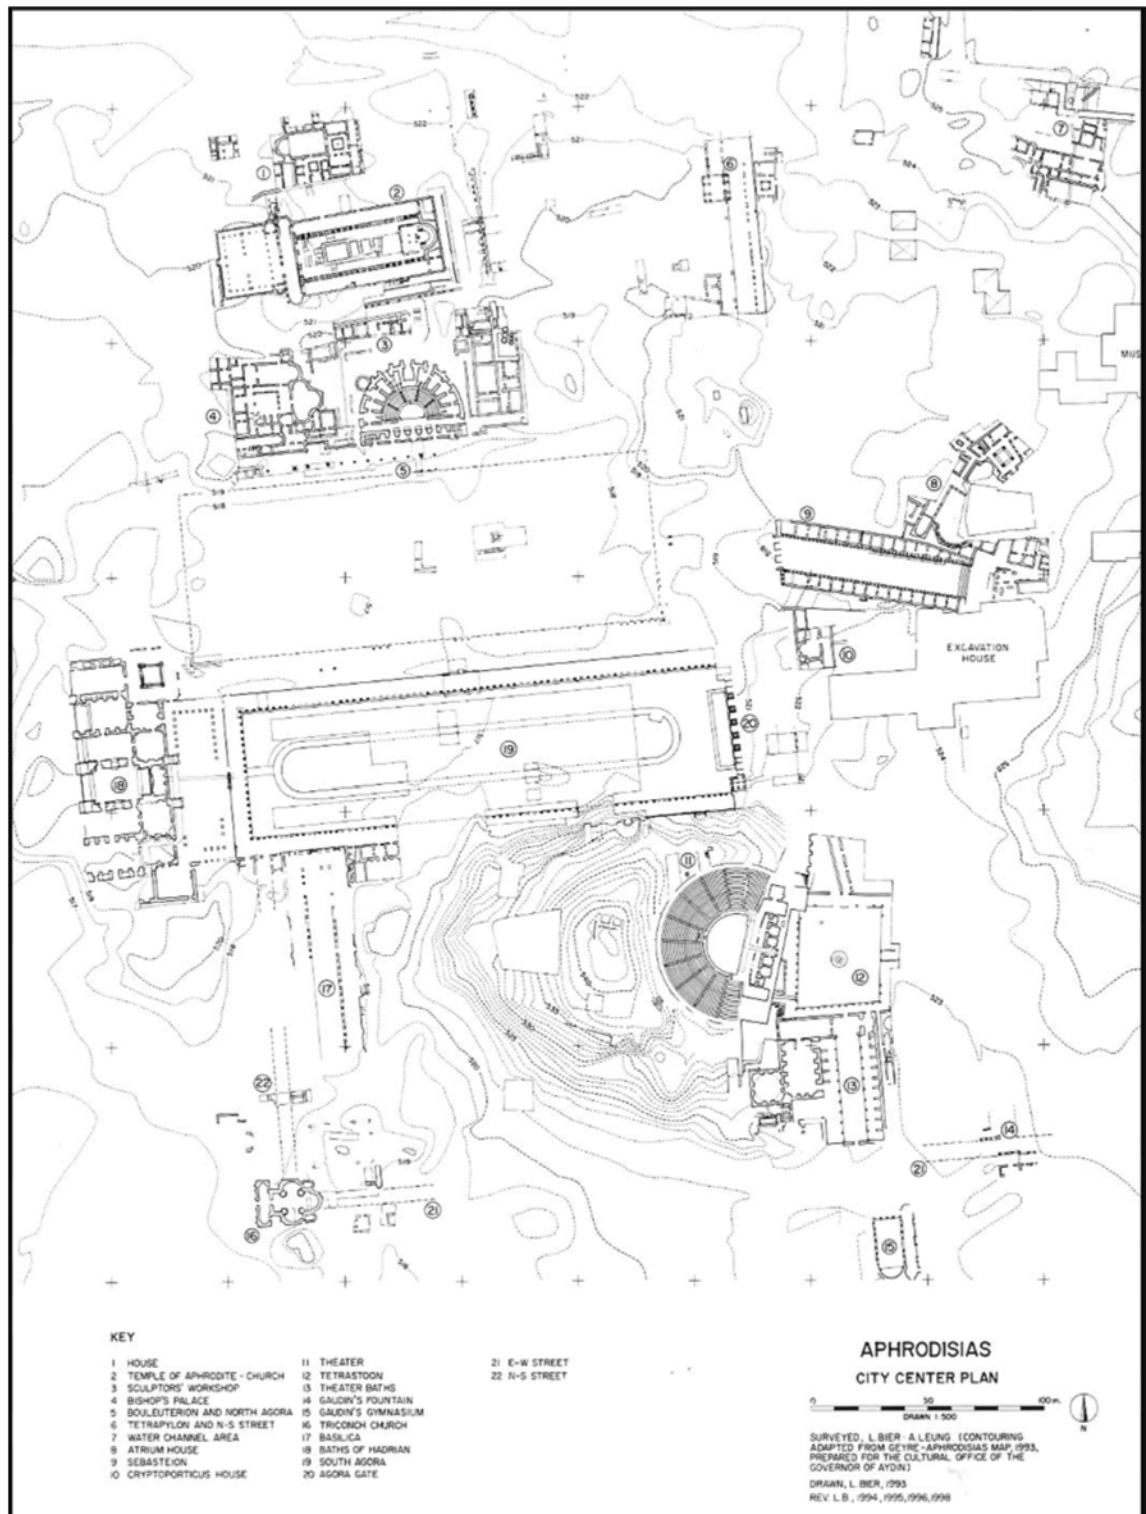 KEY
1 HOUSE
2 TEMPLE OF APHRODITE - CHURCH
3 SCULPTORS' WORKSHOP
4 BISHOP'S PALACE
5 BOULEUTERION AND NORTH AGORA
6 TETRAPYLON AND N-S STREET
7 WATER CHANNEL AREA
8 ATRIUM HOUSE
9 SEBASTEION
10 CRYPTOPORTICUS HOUSE
11 THEATER
12 TETRASTOON
13 THEATER BATHS
14 GAUDIN'S FOUNTAIN
15 GAUDIN'S GYMNASIUM
16 TRICONCH CHURCH
17 BASILICA
18 BATHS OF HADRIAN
19 SOUTH AGORA
20 AGORA GATE
21 E-W STREET
22 N-S STREET
APHRODISIAS
CITY CENTER PLAN
0 50 100 m.
DRAWN 1:500
N
SURVEYED, L. BIER - A LEUNG (CONTOURING
ADAPTED FROM GEYRE-APHRODISIAS MAP, 1993,
PREPARED FOR THE CULTURAL OFFICE OF THE
GOVERNOR OF AYDIN)
DRAWN, L. BIER, 1993
REV. L.B., 1994, 1995, 1996, 1998
EXCAVATION
HOUSE
MUS